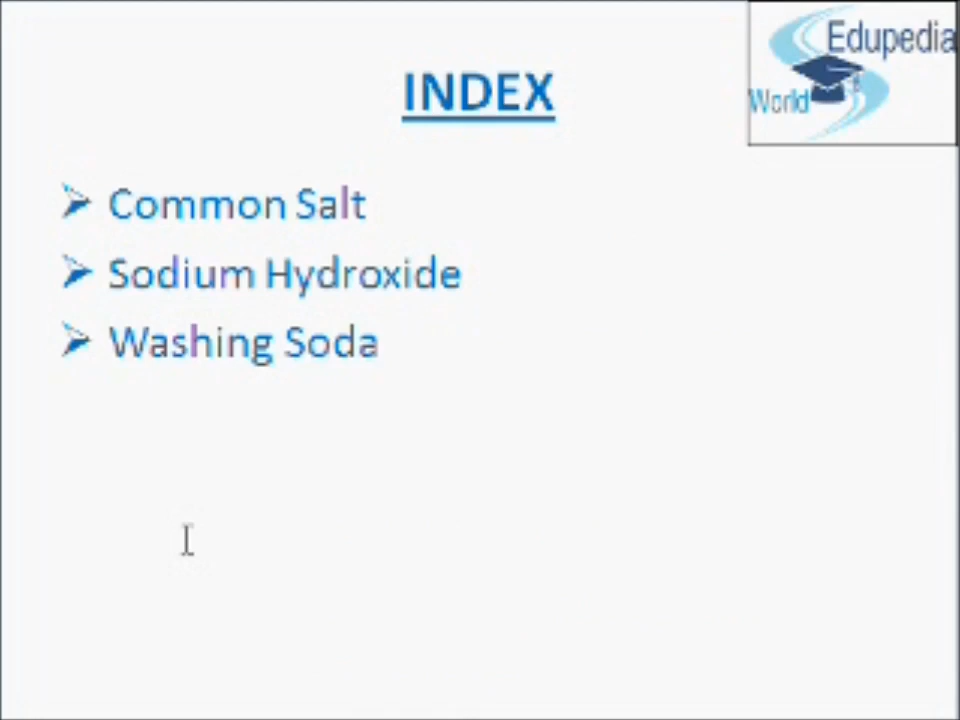 Edupedia
World
INDEX
Common Salt
Sodium Hydroxide
Washing Soda